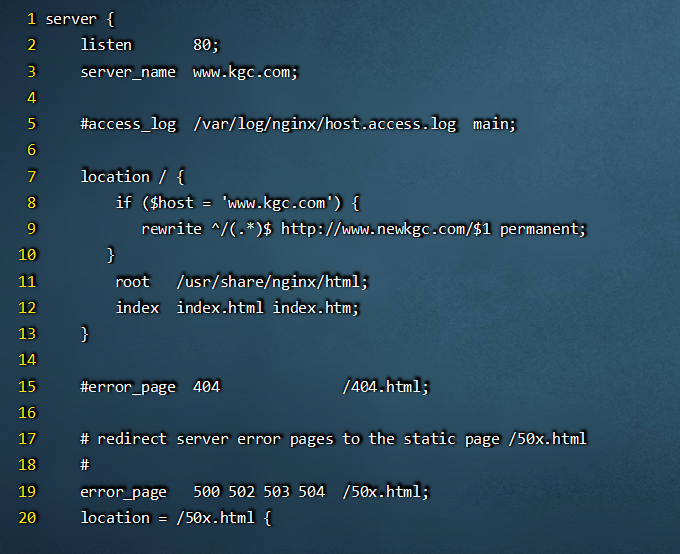 1 server {
2     listen       80;
3     server_name  www.kgc.com;
4
5     #access_log  /var/log/nginx/host.access.log  main;
6
7     location / {
8         if ($host = 'www.kgc.com') {
9            rewrite ^/(.*)$ http://www.newkgc.com/$1 permanent;
10        }
11         root   /usr/share/nginx/html;
12         index  index.html index.htm;
13     }
14
15     #error_page  404              /404.html;
16
17     # redirect server error pages to the static page /50x.html
18     #
19     error_page   500 502 503 504  /50x.html;
20     location = /50x.html {